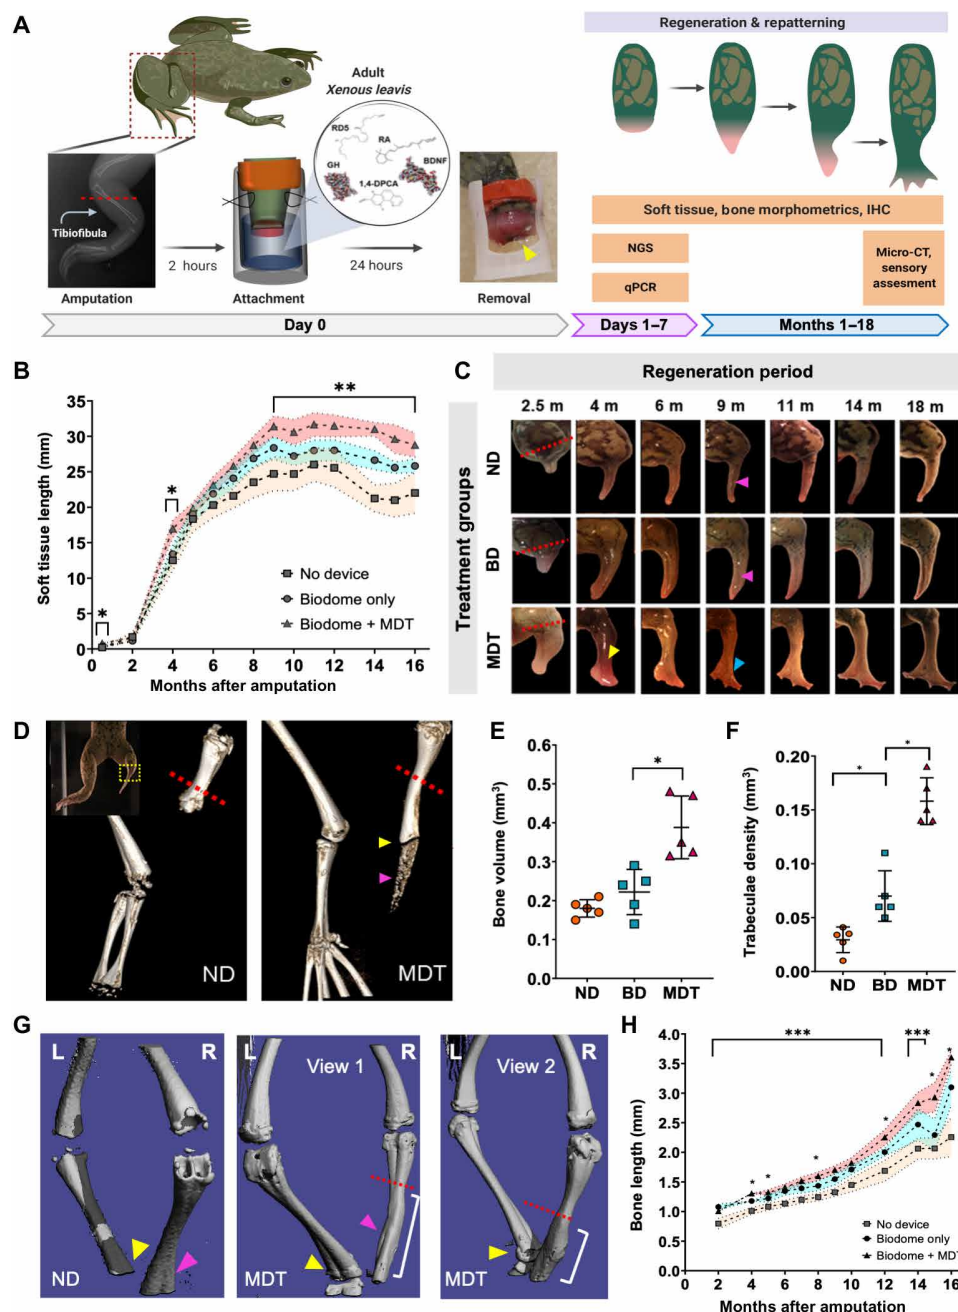 A
Regeneration & repatterning
Adult
Xenous leavis
RD5
RA
GH
BDNF
1,4-DPCA
Tibiofibula
2 hours
24 hours
Amputation
Attachment
Removal
Soft tissue, bone morphometrics, IHC
NGS
qPCR
Micro-CT,
sensory
assesment
Day 0
Days 1–7
Months 1–18
B
**
*
*
Soft tissue length (mm)
35
30
25
20
15
10
5
0
No device
Biodome only
Biodome + MDT
0 2 4 6 8 10 12 14 16
Months after amputation
C
Regeneration period
2.5 m 4 m 6 m 9 m 11 m 14 m 18 m
Treatment groups
ND
BD
MDT
D
ND
MDT
E
Bone volume (mm³)
0.6
0.5
0.4
0.3
0.2
0.1
0.0
*
ND BD MDT
F
Trabeculae density (mm³)
0.20
0.15
0.10
0.05
0.00
*
*
ND BD MDT
G
L R
ND
L R
View 1
MDT
L R
View 2
MDT
H
Bone length (mm)
4.0
3.5
3.0
2.5
2.0
1.5
1.0
0.5
0.0
*** ***
* * * * * *
No device
Biodome only
Biodome + MDT
0 2 4 6 8 10 12 14 16
Months after amputation